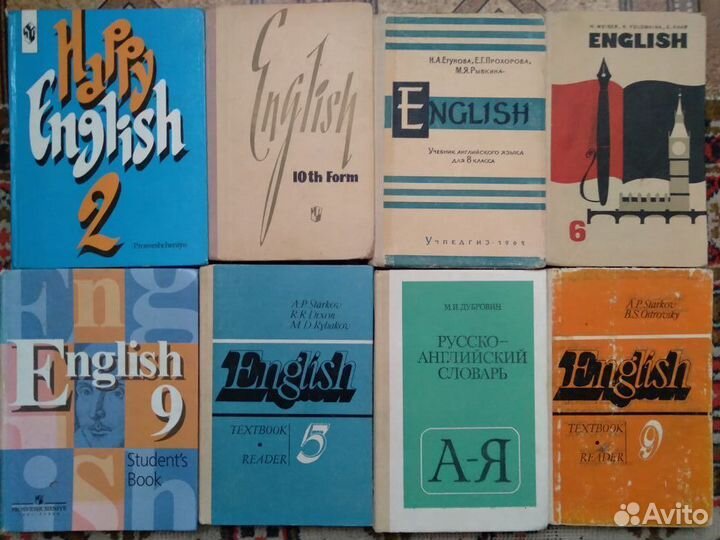 Happy
English
2
Prosveshcheniye
English
10th Form
Н.А.Егунова, Е.Г.Прохорова,
М.Я.Рывкина
ENGLISH
УЧЕБНИК АНГЛИЙСКОГО ЯЗЫКА
ДЛЯ 8 КЛАССА
УЧПЕДГИЗ-1962
ENGLISH
6
English 9
Student's
Book
PROSVESHCHENIYE
A.P. Starkov
R.R. Dixon
M.D. Rybakov
English
TEXTBOOK
READER
5
М.И. ДУБРОВИН
РУССКО-
АНГЛИЙСКИЙ
СЛОВАРЬ
А-Я
A.P. Starkov
B.S. Ostrovsky
English
TEXTBOOK
READER
9
Avito